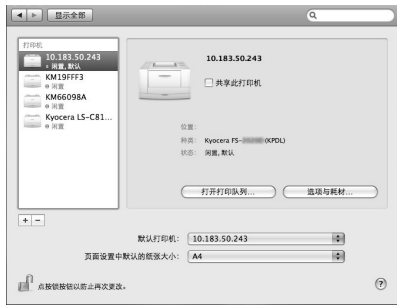 显示全部
打印机
10.183.50.243
闲置, 默认
KM19FFF3
闲置
KM66098A
闲置
Kyocera LS-C81...
闲置
10.183.50.243
共享此打印机
位置:
种类: Kyocera FS- (KPDL)
状态: 闲置, 默认
打开打印队列...
选项与耗材...
+ −
默认打印机: 10.183.50.243
页面设置中默认的纸张大小: A4
点按锁按钮以防止再次更改。
?